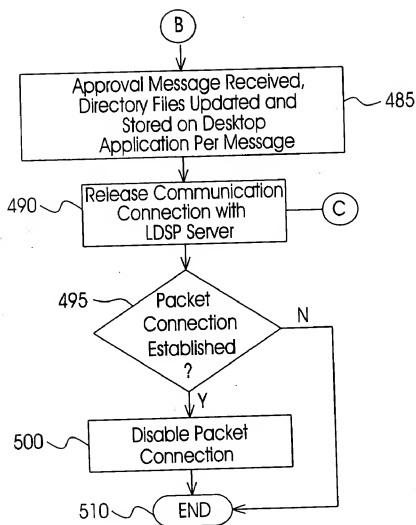 B
Approval Message Received,
Directory Files Updated and
Stored on Desktop
Application Per Message
485
490
Release Communication
Connection with
LDSP Server
C
495
Packet
Connection
Established
?
N
Y
500
Disable Packet
Connection
510
END